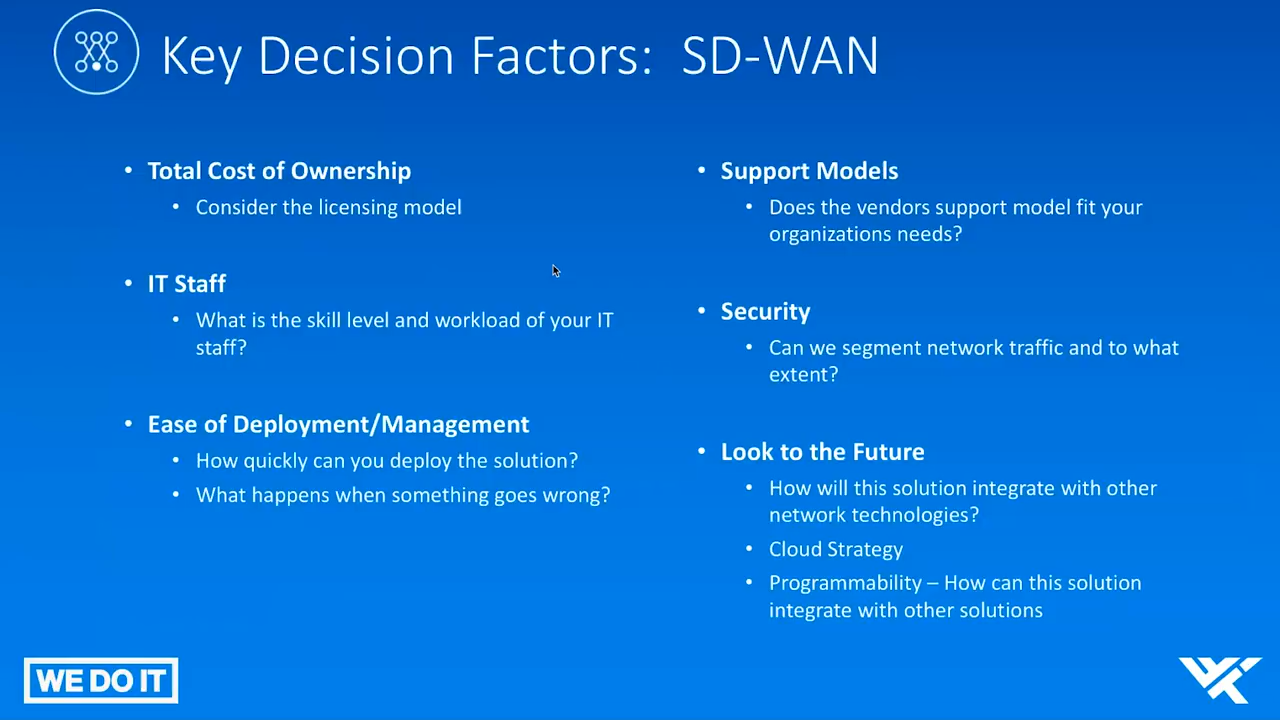 Key Decision Factors: SD-WAN
• Total Cost of Ownership
• Consider the licensing model
• IT Staff
• What is the skill level and workload of your IT
staff?
• Ease of Deployment/Management
• How quickly can you deploy the solution?
• What happens when something goes wrong?
• Support Models
• Does the vendors support model fit your
organizations needs?
• Security
• Can we segment network traffic and to what
extent?
• Look to the Future
• How will this solution integrate with other
network technologies?
• Cloud Strategy
• Programmability – How can this solution
integrate with other solutions
WE DO IT